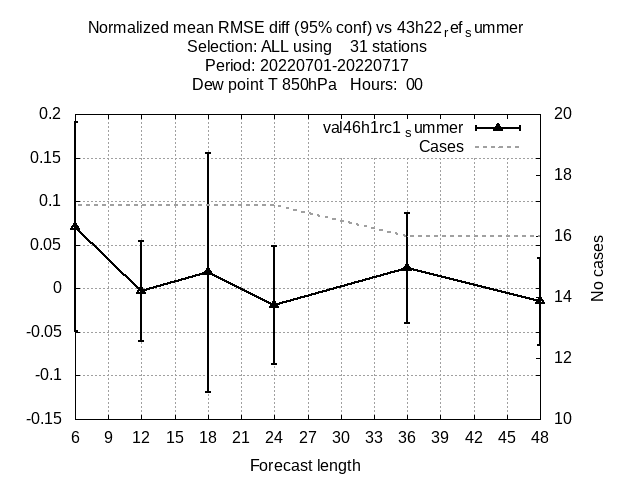 Normalized mean RMSE diff (95% conf) vs 43h22ref summer
Selection: ALL using    31 stations
Period: 20220701-20220717
Dew point T 850hPa   Hours:  00
val46h1rc1summer
Cases
0.2
0.15
0.1
0.05
0
-0.05
-0.1
-0.15
20
18
16
14
12
10
No cases
6 9 12 15 18 21 24 27 30 33 36 39 42 45 48
Forecast length